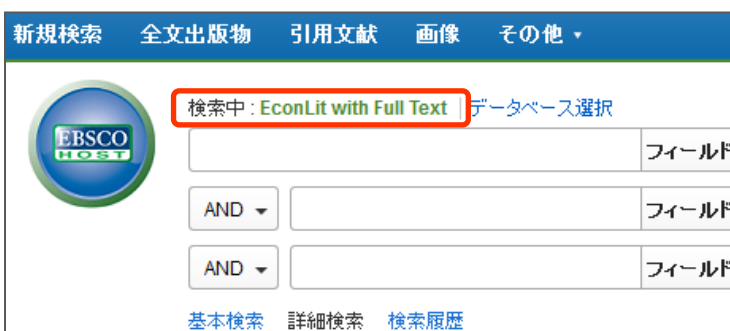 新規検索 全文出版物 引用文献 画像 その他
検索中 : EconLit with Full Text | データベース選択
EBSCO
HOST
フィールド
AND フィールド
AND フィールド
基本検索 詳細検索 検索履歴